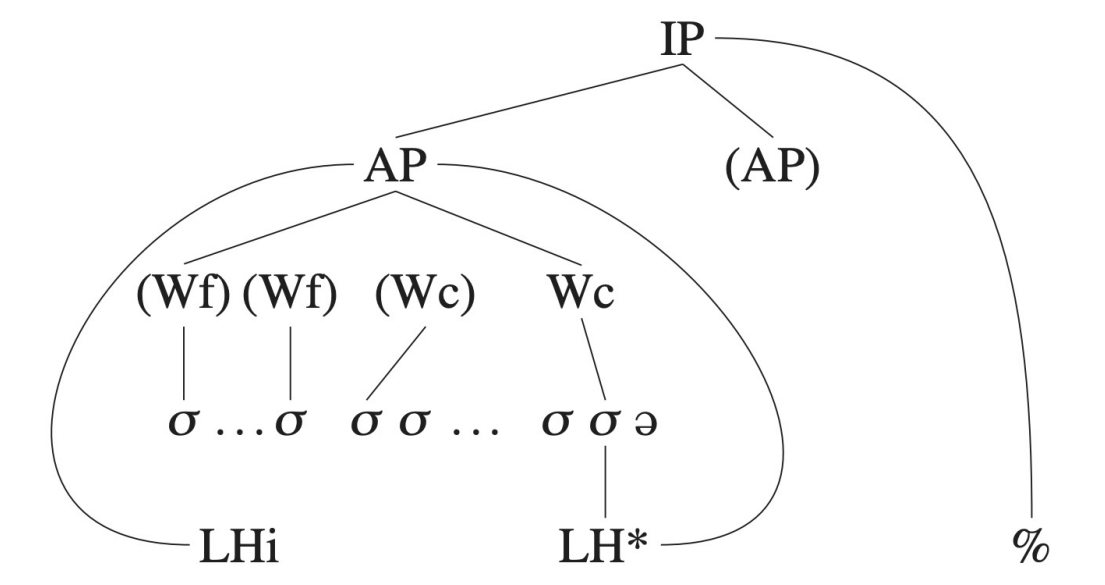 IP
AP (AP)
(Wf) (Wf) (Wc) Wc
σ ... σ σ σ ... σ σ ə
LHi LH* %